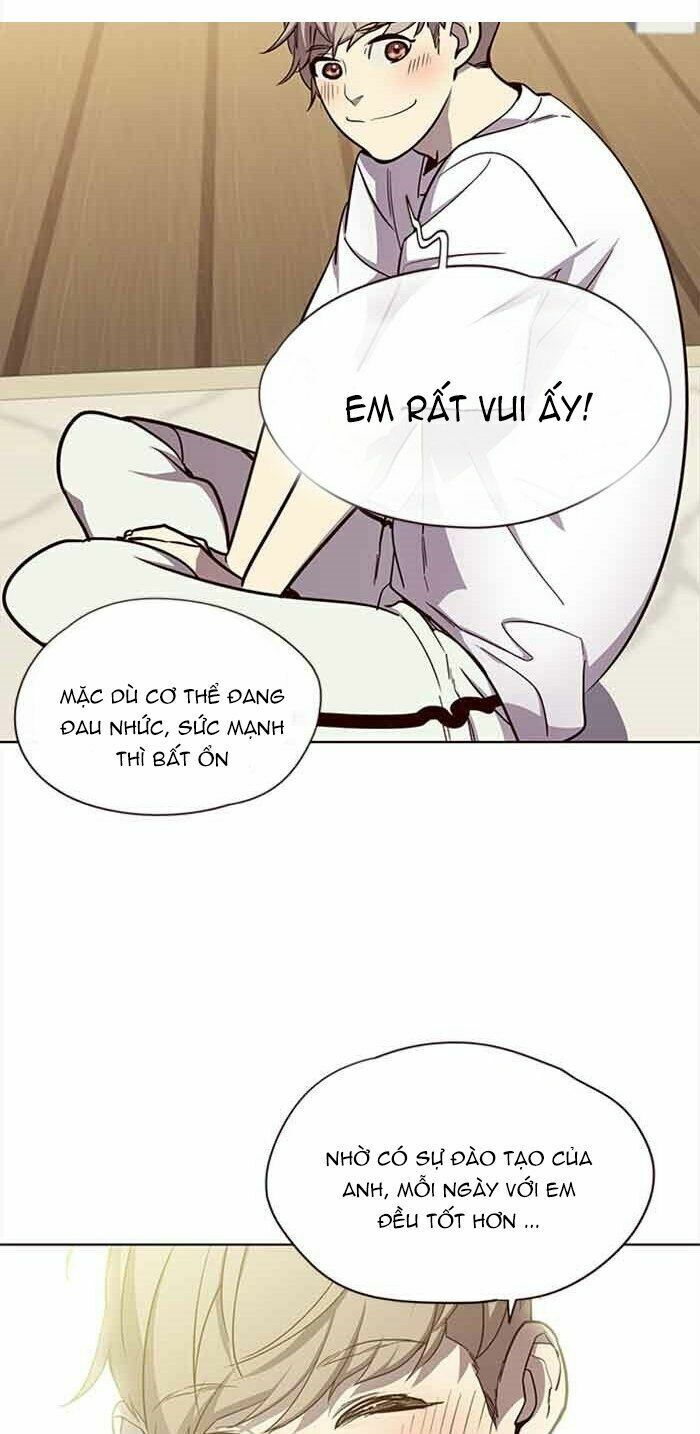 EM RẤT VUI ẤY!
MẶC DÙ CƠ THỂ ĐANG
ĐAU NHỨC, SỨC MẠNH
THÌ BẤT ỔN
NHỜ CÓ SỰ ĐÀO TẠO CỦA
ANH, MỖI NGÀY VỚI EM
ĐỀU TỐT HƠN ...